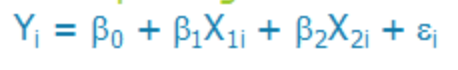 Yᵢ = β₀ + β₁X₁ᵢ + β₂X₂ᵢ + εᵢ